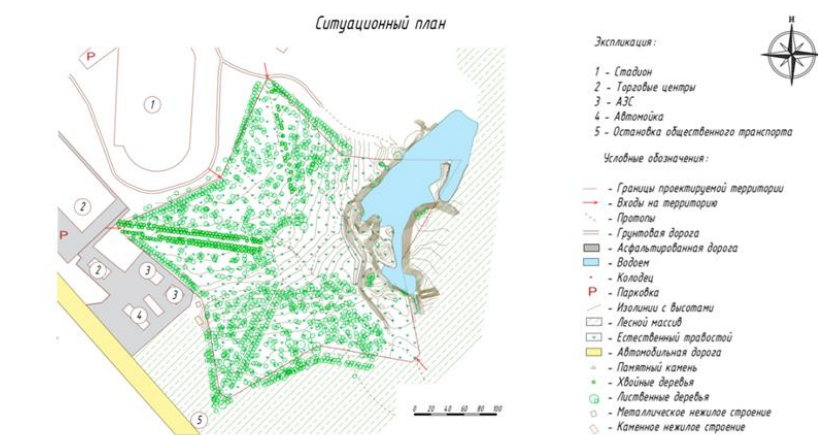 Ситуационный план
N
P
1
2
P
2
3
3
4
5
0 20 40 60 80 100
Экспликация:
1 - Стадион
2 - Торговые центры
3 - АЗС
4 - Автомойка
5 - Остановка общественного транспорта
Условные обозначения:
- Границы проектируемой территории
- Входы на территорию
- Протопы
- Грунтовая дорога
- Асфальтированная дорога
- Водоем
- Колодец
P - Парковка
- Изолинии с высотами
- Лесной массив
- Естественный травостой
- Автомобильная дорога
- Памятный камень
- Хвойные деревья
- Лиственные деревья
- Металлическое нежилое строение
- Каменное нежилое строение